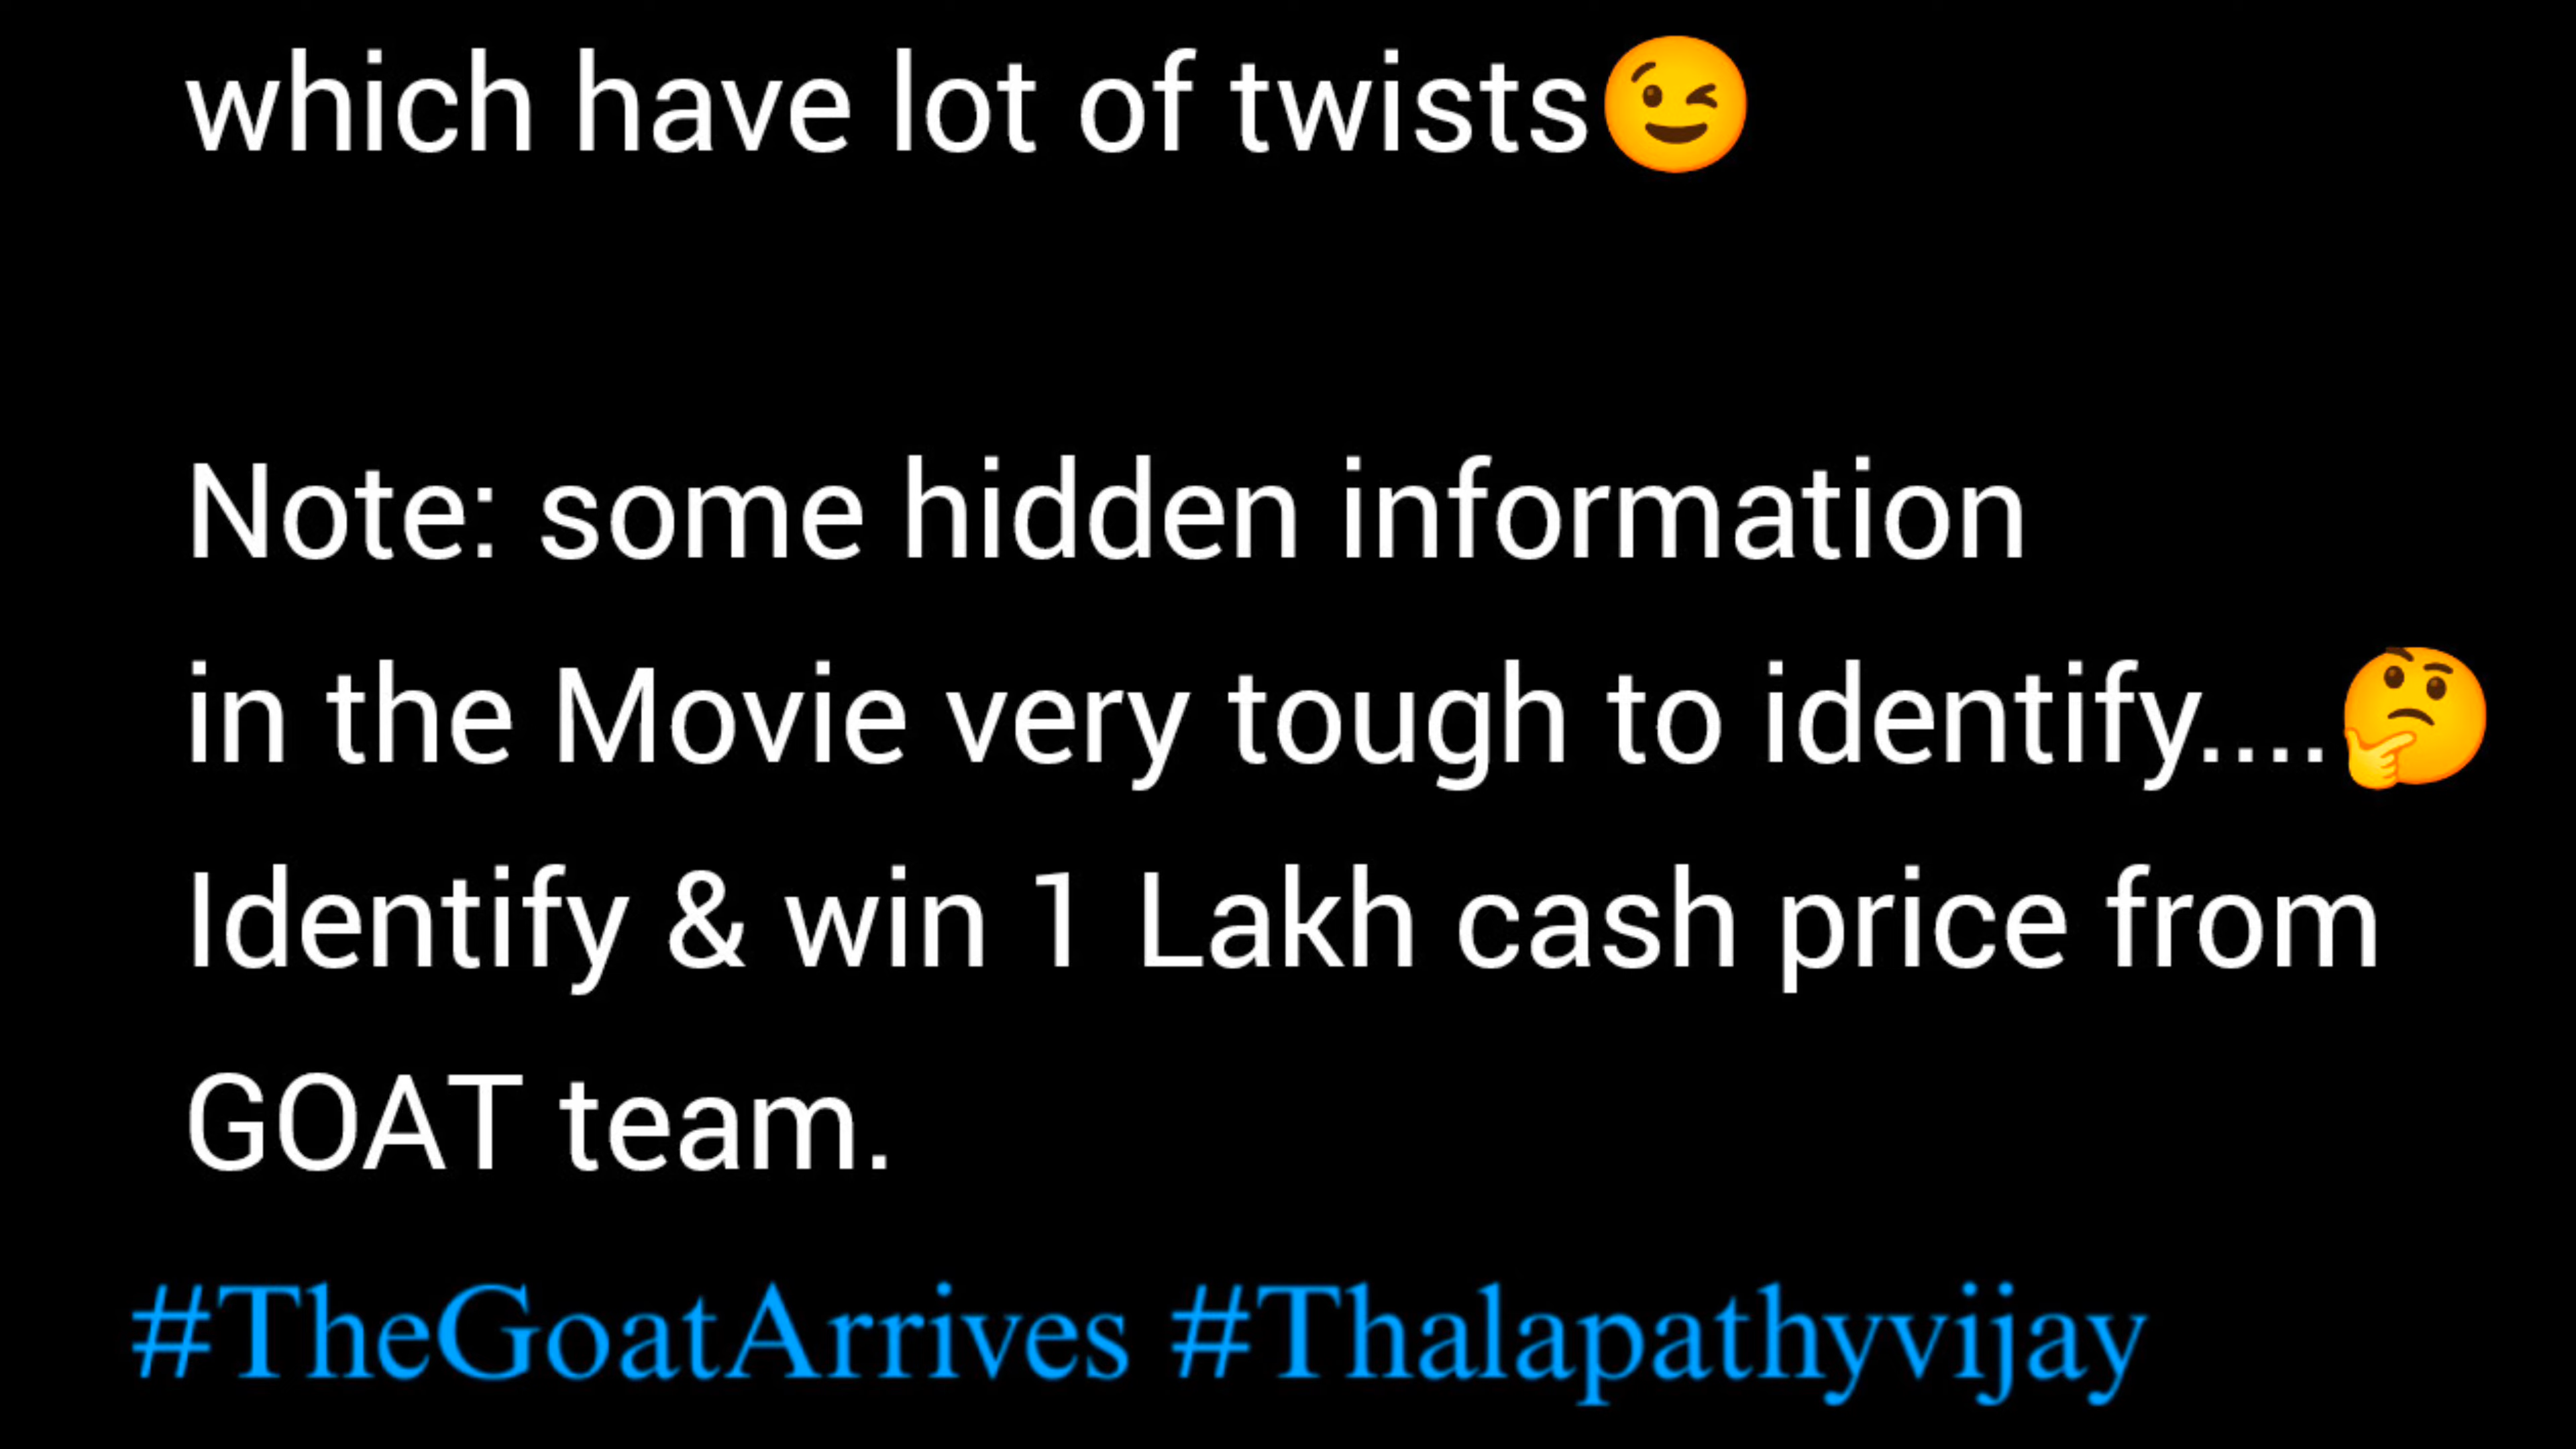 which have lot of twists😉
Note: some hidden information
in the Movie very tough to identify....🤔
Identify & win 1 Lakh cash price from
GOAT team.
#TheGoatArrives #Thalapathyvijay